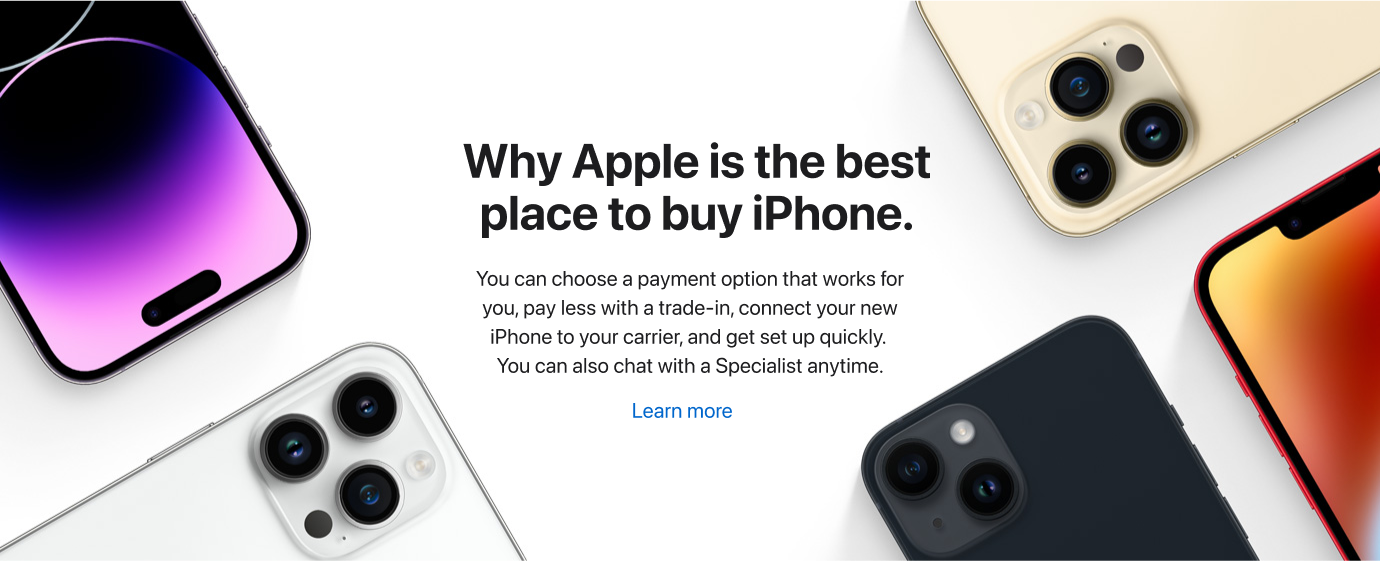 Why Apple is the best
place to buy iPhone.
You can choose a payment option that works for
you, pay less with a trade-in, connect your new
iPhone to your carrier, and get set up quickly.
You can also chat with a Specialist anytime.
Learn more